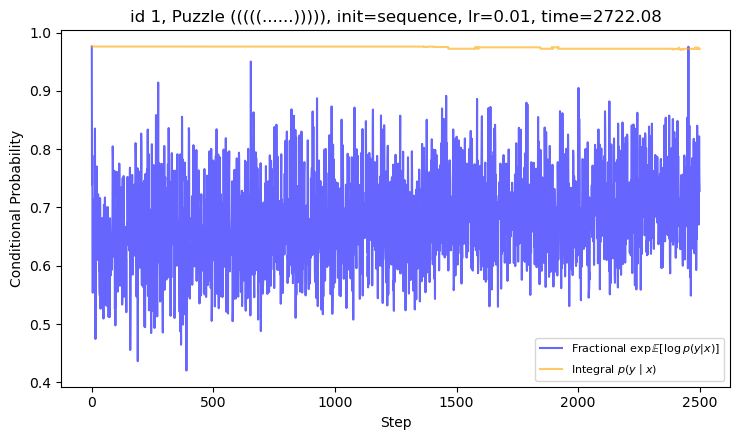 id 1, Puzzle (((((......))))), init=sequence, lr=0.01, time=2722.08
Conditional Probability
1.0
0.9
0.8
0.7
0.6
0.5
0.4
0
500
1000
1500
2000
2500
Step
Fractional exp 𝔼[log p(y|x)]
Integral p(y | x)